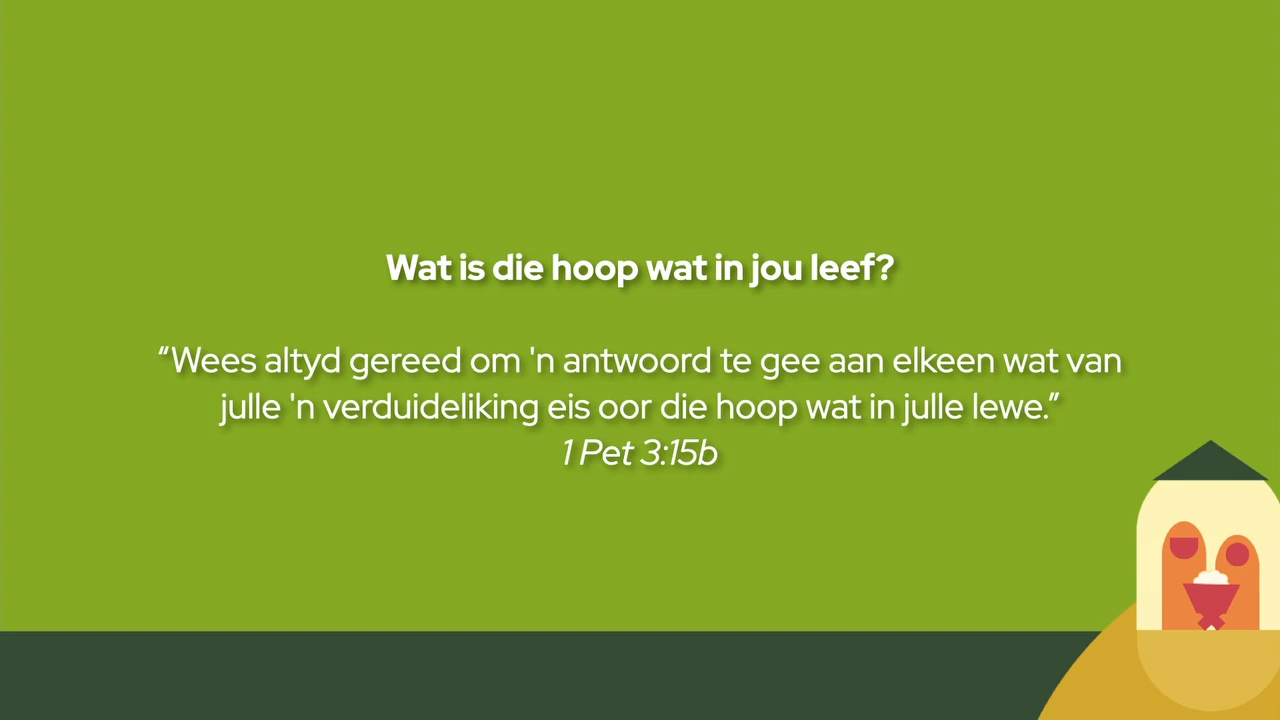 Wat is die hoop wat in jou leef?
“Wees altyd gereed om 'n antwoord te gee aan elkeen wat van
julle 'n verduideliking eis oor die hoop wat in julle lewe.”
1 Pet 3:15b